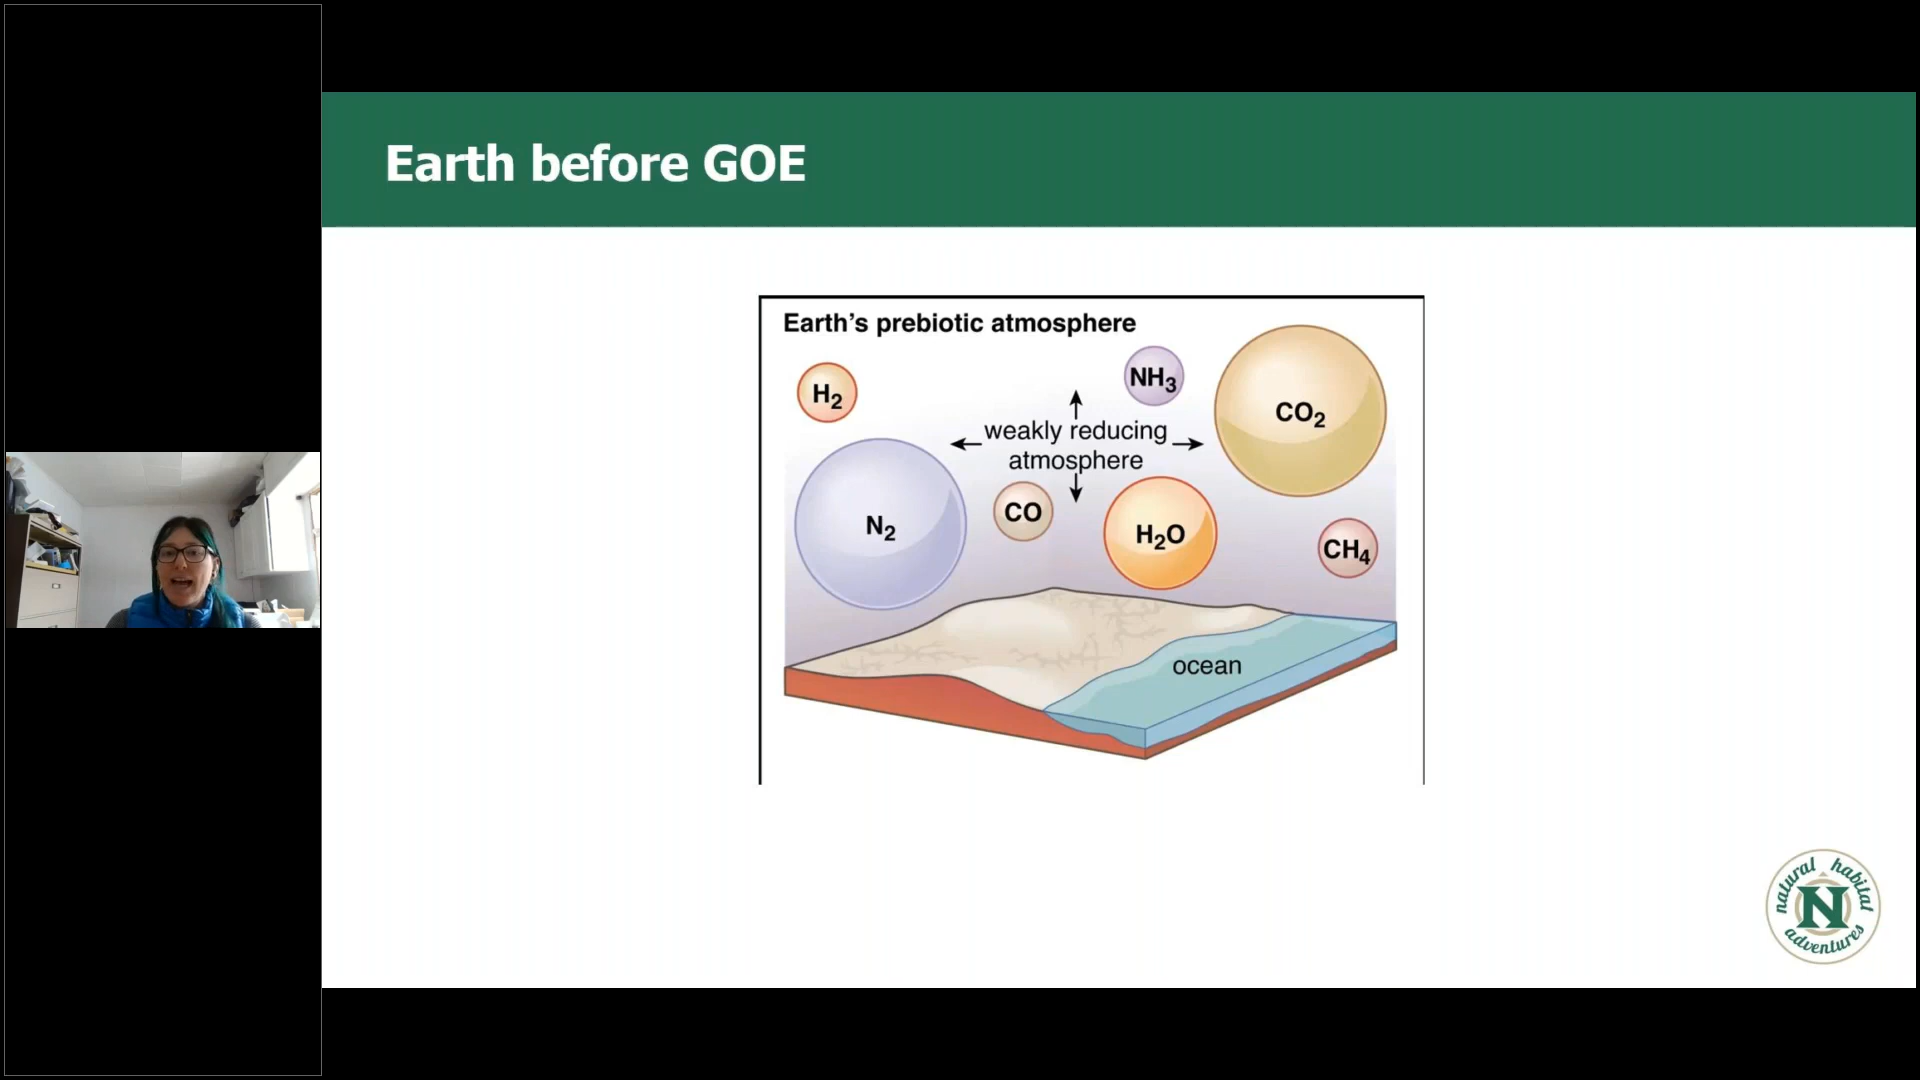 Earth before GOE
Earth’s prebiotic atmosphere
H2
NH3
CO2
weakly reducing
atmosphere
N2
CO
H2O
CH4
ocean
natural habitat
N
adventures